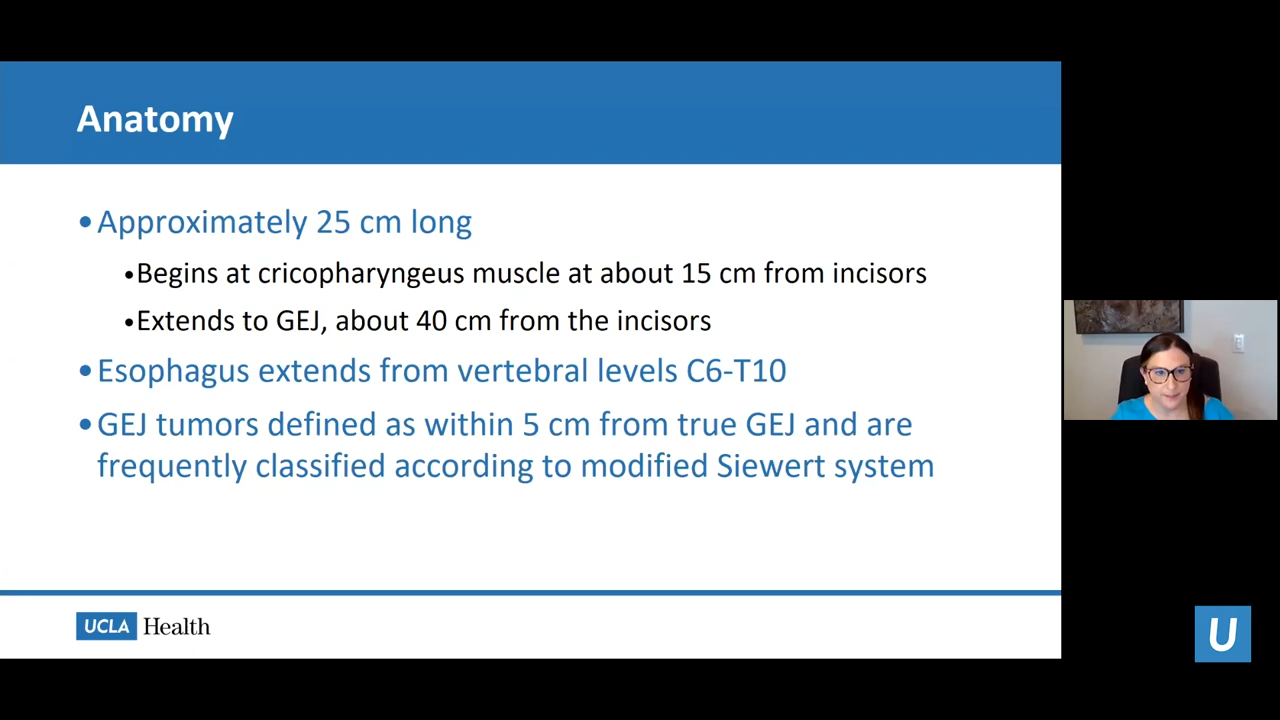 Anatomy
•Approximately 25 cm long
•Begins at cricopharyngeus muscle at about 15 cm from incisors
•Extends to GEJ, about 40 cm from the incisors
•Esophagus extends from vertebral levels C6-T10
•GEJ tumors defined as within 5 cm from true GEJ and are
frequently classified according to modified Siewert system
UCLA Health
U